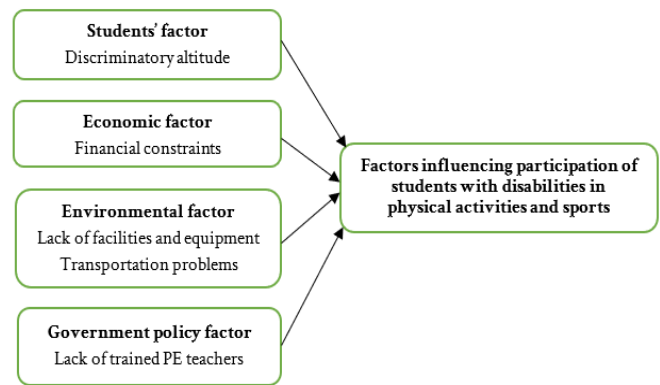 Students' factor
Discriminatory altitude
Economic factor
Financial constraints
Environmental factor
Lack of facilities and equipment
Transportation problems
Government policy factor
Lack of trained PE teachers
Factors influencing participation of
students with disabilities in
physical activities and sports